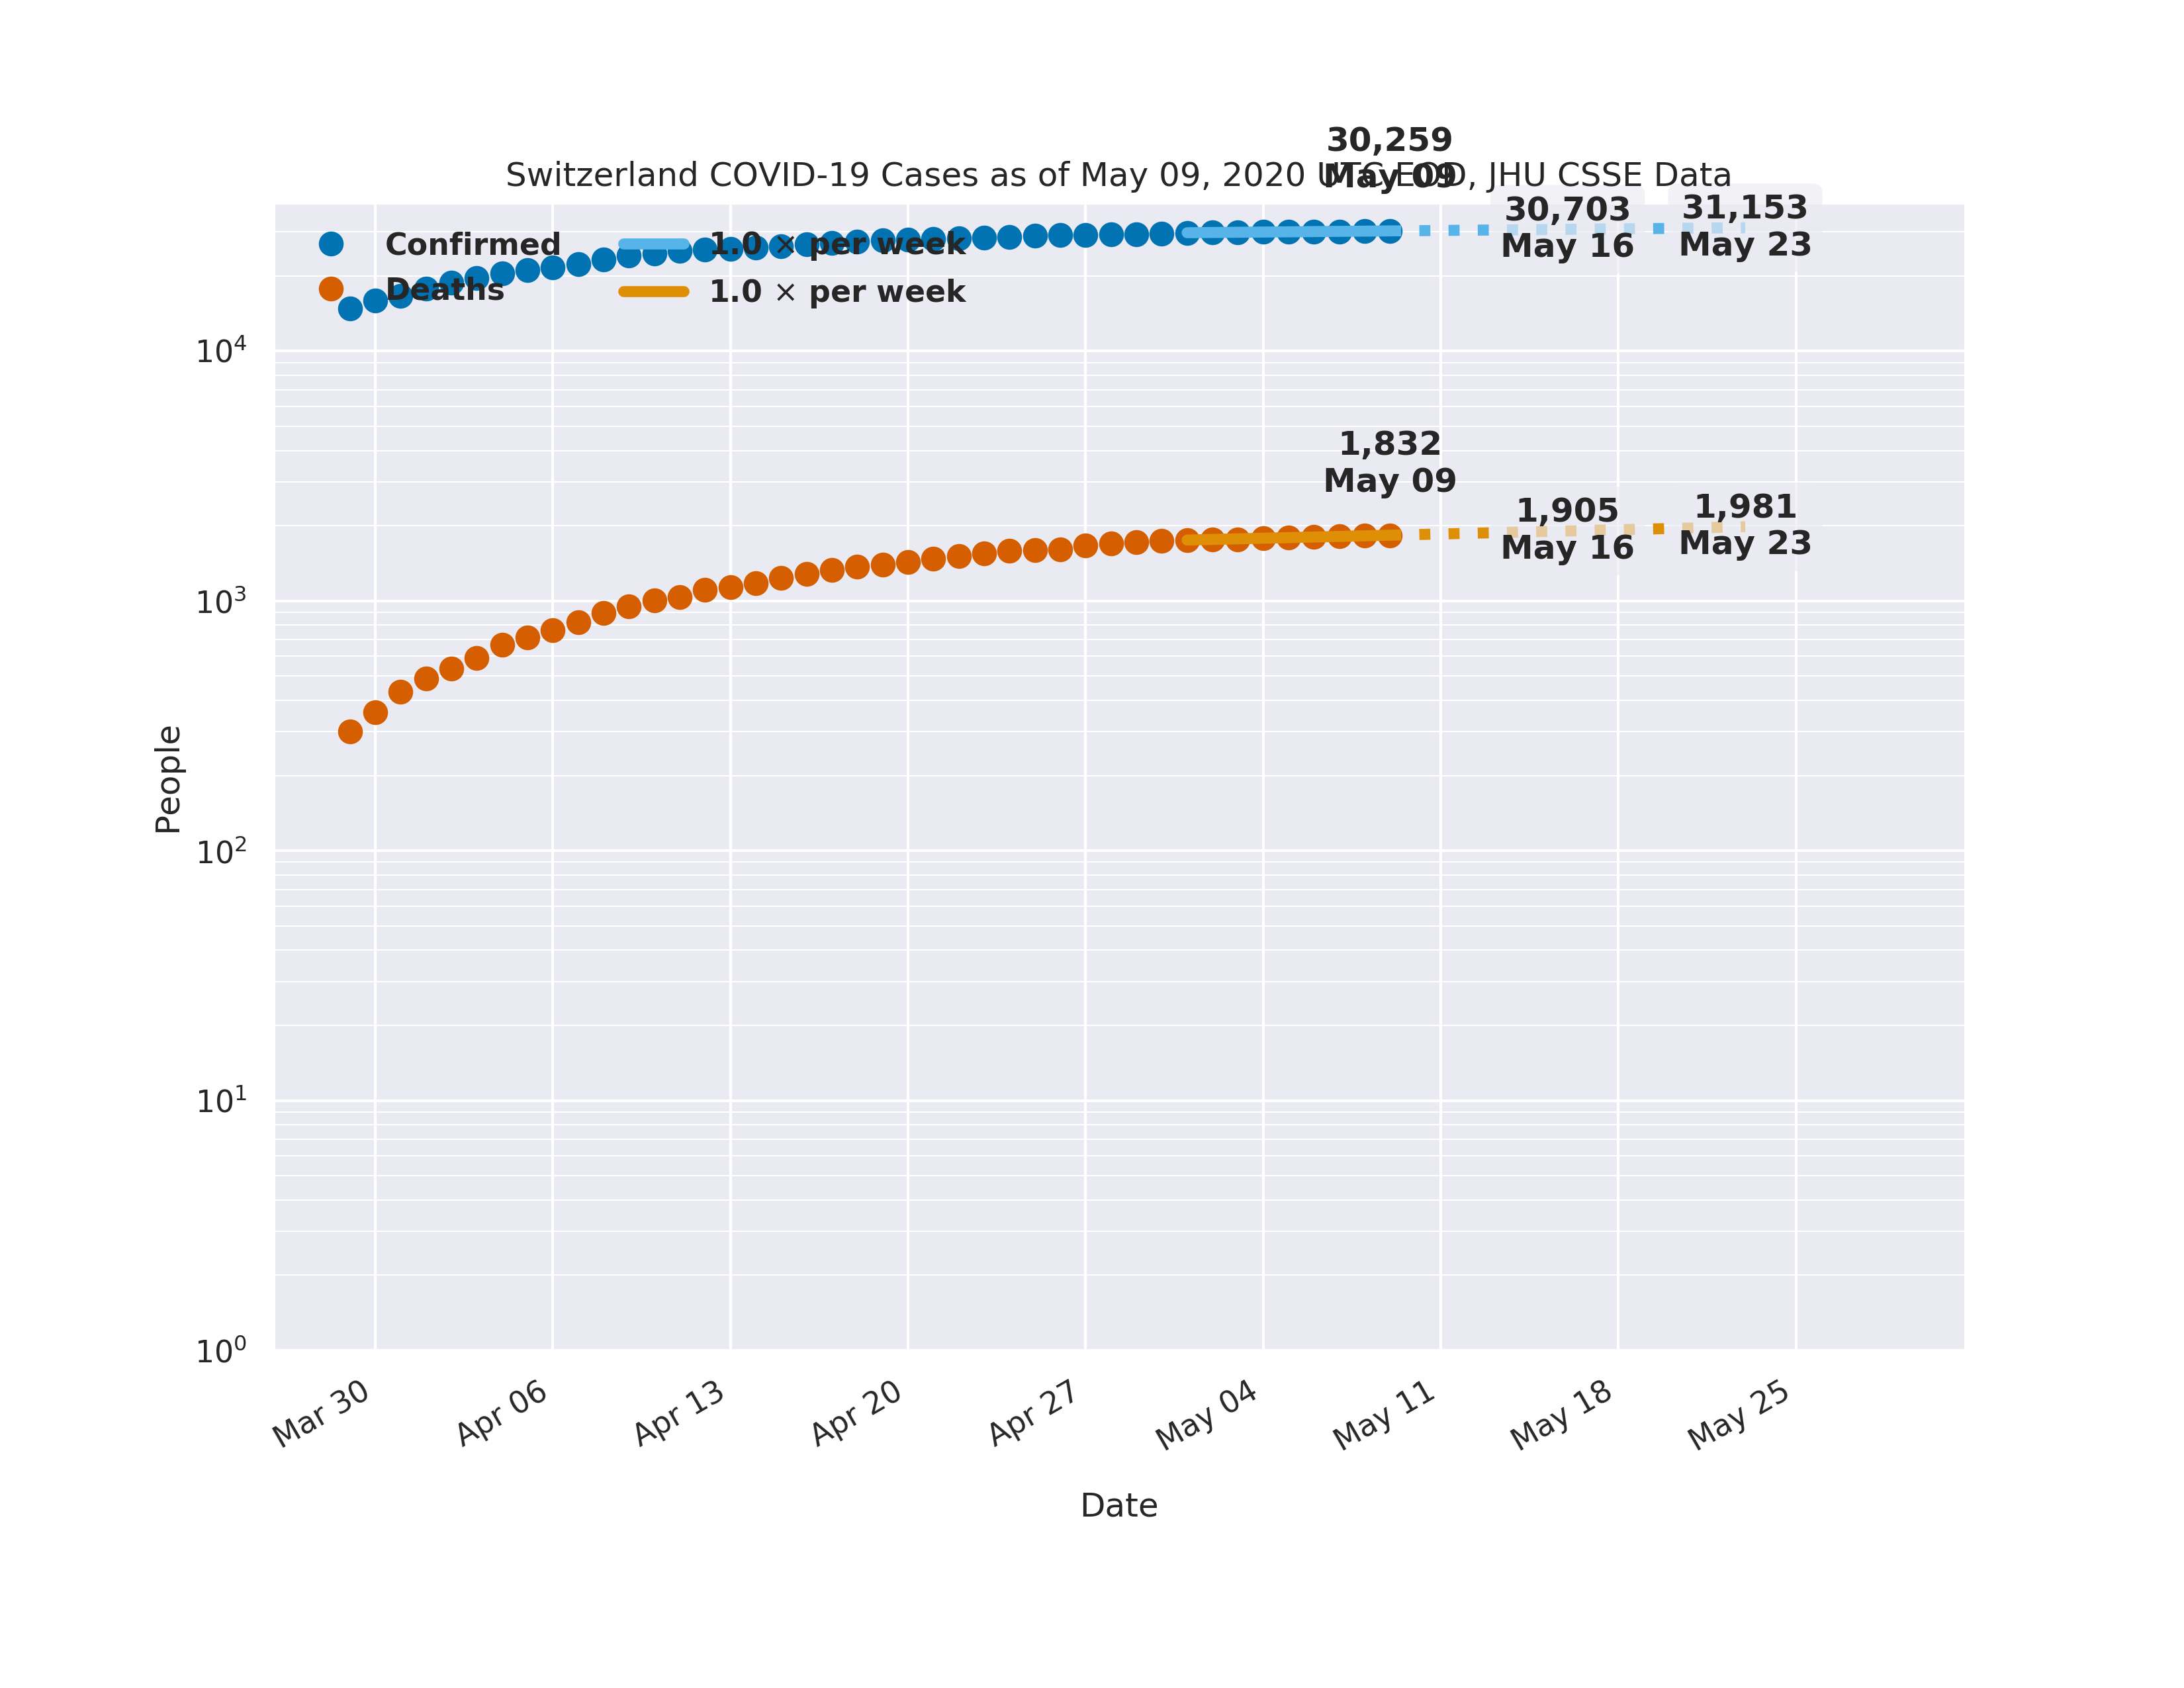 30,259
May 09
Switzerland COVID-19 Cases as of May 09, 2020 UTC EOD, JHU CSSE Data
30,703
May 16
31,153
May 23
Confirmed
Deaths
1.0 × per week
1.0 × per week
1,832
May 09
1,905
May 16
1,981
May 23
People
10⁴
10³
10²
10¹
10⁰
Mar 30
Apr 06
Apr 13
Apr 20
Apr 27
May 04
May 11
May 18
May 25
Date